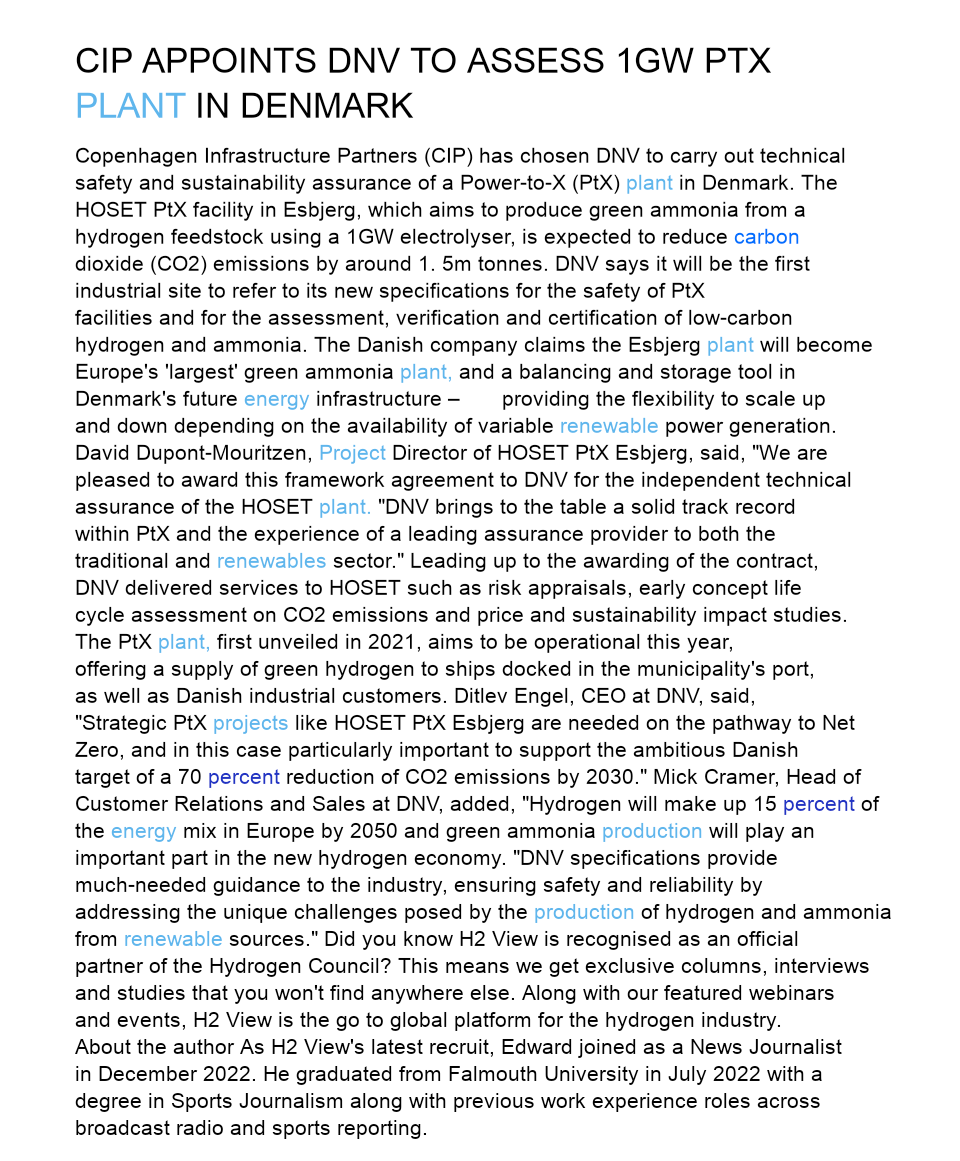 CIP APPOINTS DNV TO ASSESS 1GW PTX
PLANT IN DENMARK
Copenhagen Infrastructure Partners (CIP) has chosen DNV to carry out technical
safety and sustainability assurance of a Power-to-X (PtX) plant in Denmark. The
HOSET PtX facility in Esbjerg, which aims to produce green ammonia from a
hydrogen feedstock using a 1GW electrolyser, is expected to reduce carbon
dioxide (CO2) emissions by around 1. 5m tonnes. DNV says it will be the first
industrial site to refer to its new specifications for the safety of PtX
facilities and for the assessment, verification and certification of low-carbon
hydrogen and ammonia. The Danish company claims the Esbjerg plant will become
Europe's 'largest' green ammonia plant, and a balancing and storage tool in
Denmark's future energy infrastructure – providing the flexibility to scale up
and down depending on the availability of variable renewable power generation.
David Dupont-Mouritzen, Project Director of HOSET PtX Esbjerg, said, "We are
pleased to award this framework agreement to DNV for the independent technical
assurance of the HOSET plant. "DNV brings to the table a solid track record
within PtX and the experience of a leading assurance provider to both the
traditional and renewables sector." Leading up to the awarding of the contract,
DNV delivered services to HOSET such as risk appraisals, early concept life
cycle assessment on CO2 emissions and price and sustainability impact studies.
The PtX plant, first unveiled in 2021, aims to be operational this year,
offering a supply of green hydrogen to ships docked in the municipality's port,
as well as Danish industrial customers. Ditlev Engel, CEO at DNV, said,
"Strategic PtX projects like HOSET PtX Esbjerg are needed on the pathway to Net
Zero, and in this case particularly important to support the ambitious Danish
target of a 70 percent reduction of CO2 emissions by 2030." Mick Cramer, Head of
Customer Relations and Sales at DNV, added, "Hydrogen will make up 15 percent of
the energy mix in Europe by 2050 and green ammonia production will play an
important part in the new hydrogen economy. "DNV specifications provide
much-needed guidance to the industry, ensuring safety and reliability by
addressing the unique challenges posed by the production of hydrogen and ammonia
from renewable sources." Did you know H2 View is recognised as an official
partner of the Hydrogen Council? This means we get exclusive columns, interviews
and studies that you won't find anywhere else. Along with our featured webinars
and events, H2 View is the go to global platform for the hydrogen industry.
About the author As H2 View's latest recruit, Edward joined as a News Journalist
in December 2022. He graduated from Falmouth University in July 2022 with a
degree in Sports Journalism along with previous work experience roles across
broadcast radio and sports reporting.